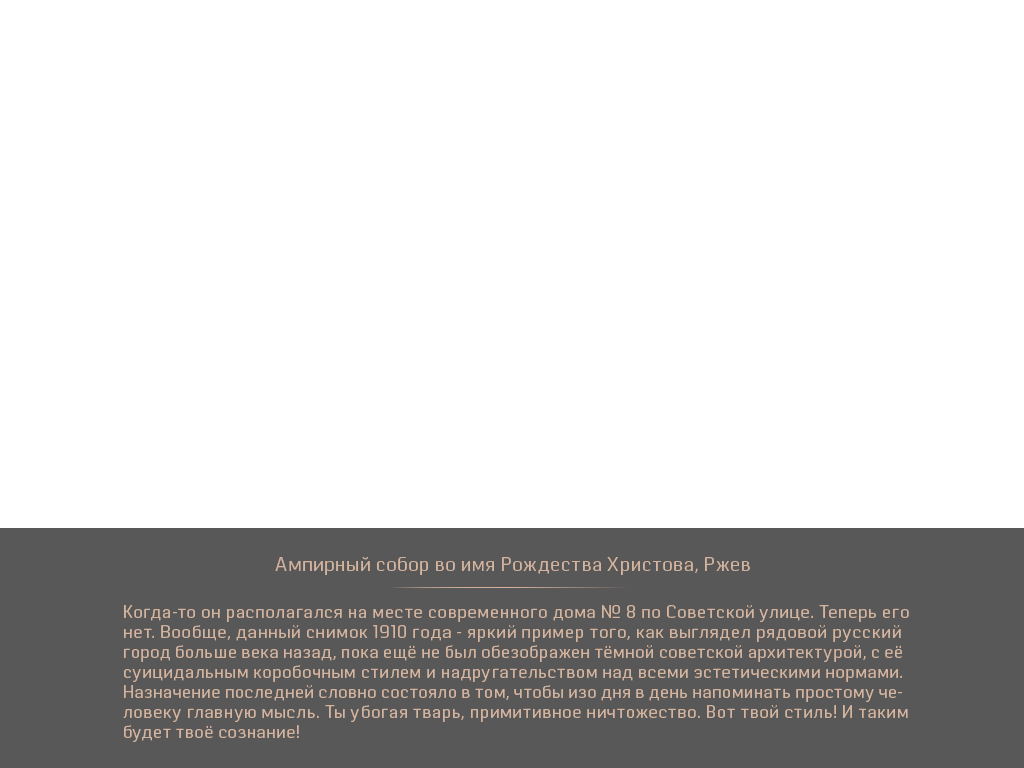 Ампирный собор во имя Рождества Христова, Ржев
Когда-то он располагался на месте современного дома № 8 по Советской улице. Теперь его
нет. Вообще, данный снимок 1910 года - яркий пример того, как выглядел рядовой русский
город больше века назад, пока ещё не был обезображен тёмной советской архитектурой, с её
суицидальным коробочным стилем и надругательством над всеми эстетическими нормами.
Назначение последней словно состояло в том, чтобы изо дня в день напоминать простому че-
ловеку главную мысль. Ты убогая тварь, примитивное ничтожество. Вот твой стиль! И таким
будет твоё сознание!